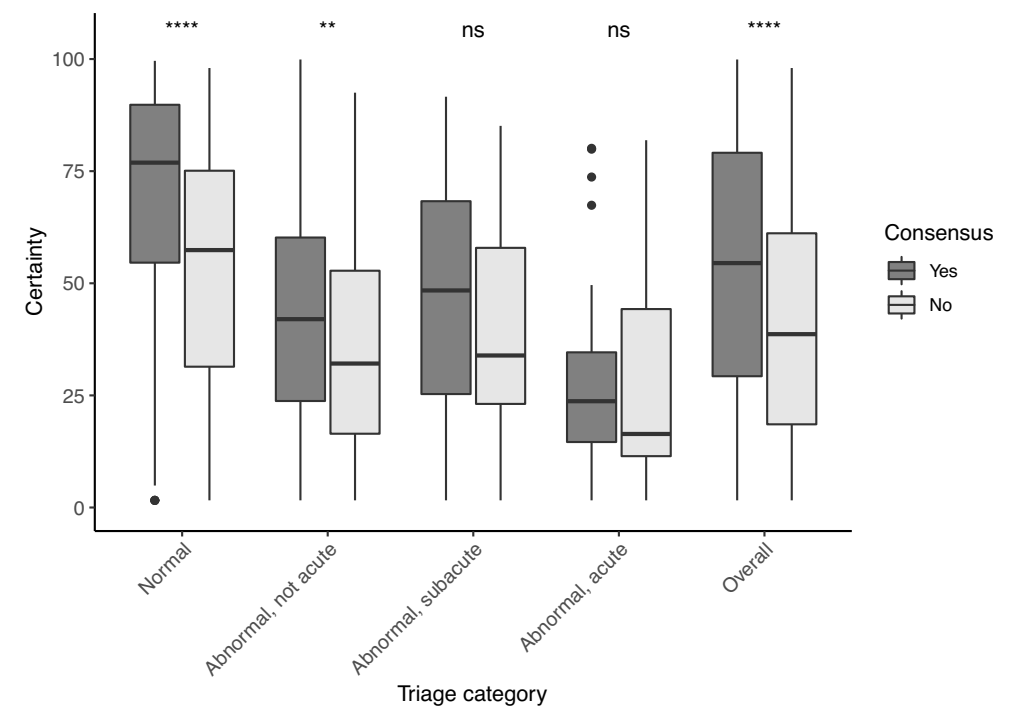 **** ** ns ns ****
100
75
50
25
0
Certainty
Consensus
Yes
No
Normal
Abnormal, not acute
Abnormal, subacute
Abnormal, acute
Overall
Triage category